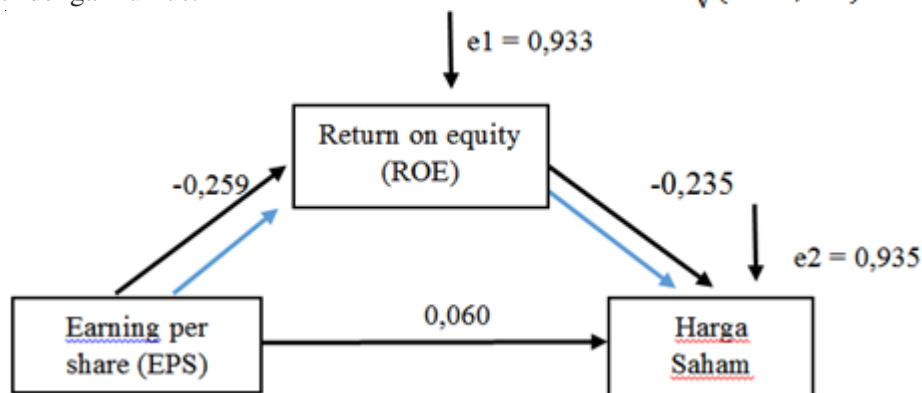 e1 = 0,933
Return on equity
(ROE)
-0,259
-0,235
e2 = 0,935
0,060
Earning per
share (EPS)
Harga
Saham